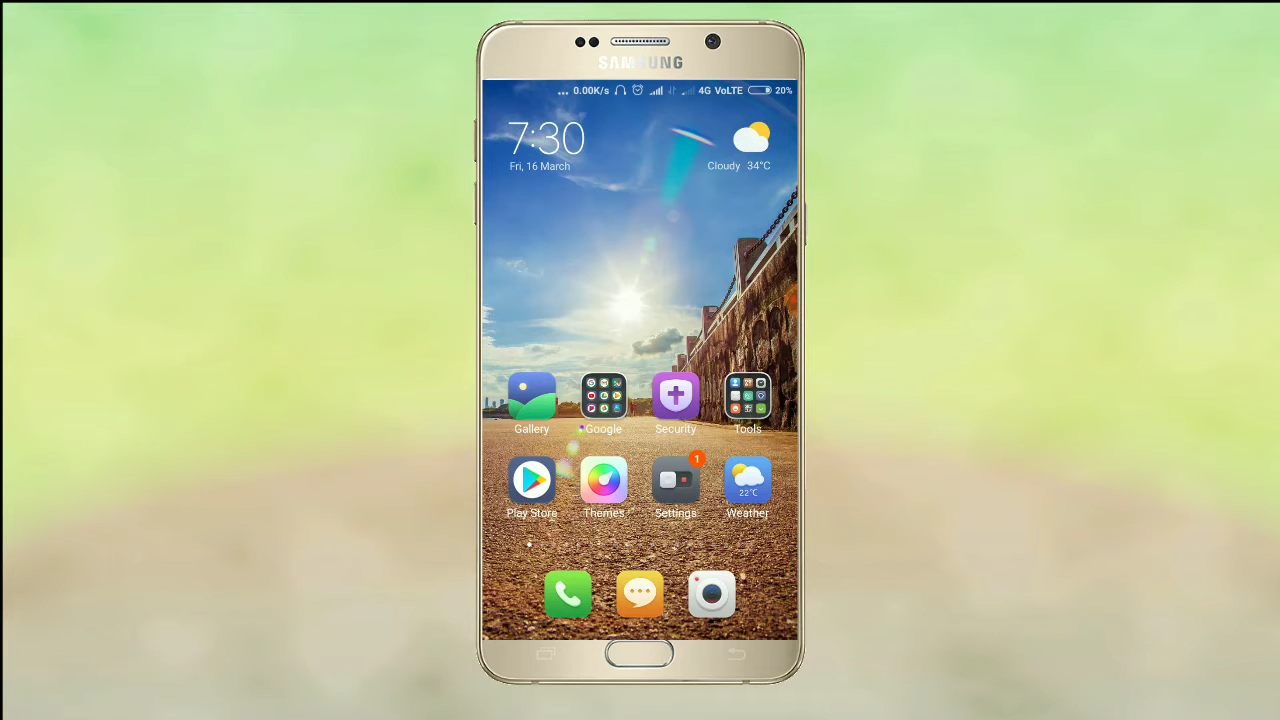 SAMSUNG
... 0.00K/s 4G VoLTE 20%
7:30
Fri, 16 March
Cloudy 34°C
Gallery Google Security Tools
1
22°C
Play Store Themes Settings Weather